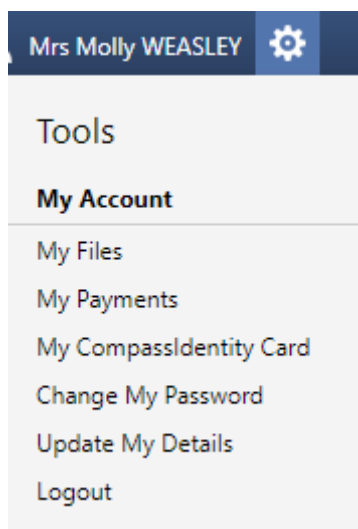 Mrs Molly WEASLEY
Tools
My Account
My Files
My Payments
My CompassIdentity Card
Change My Password
Update My Details
Logout